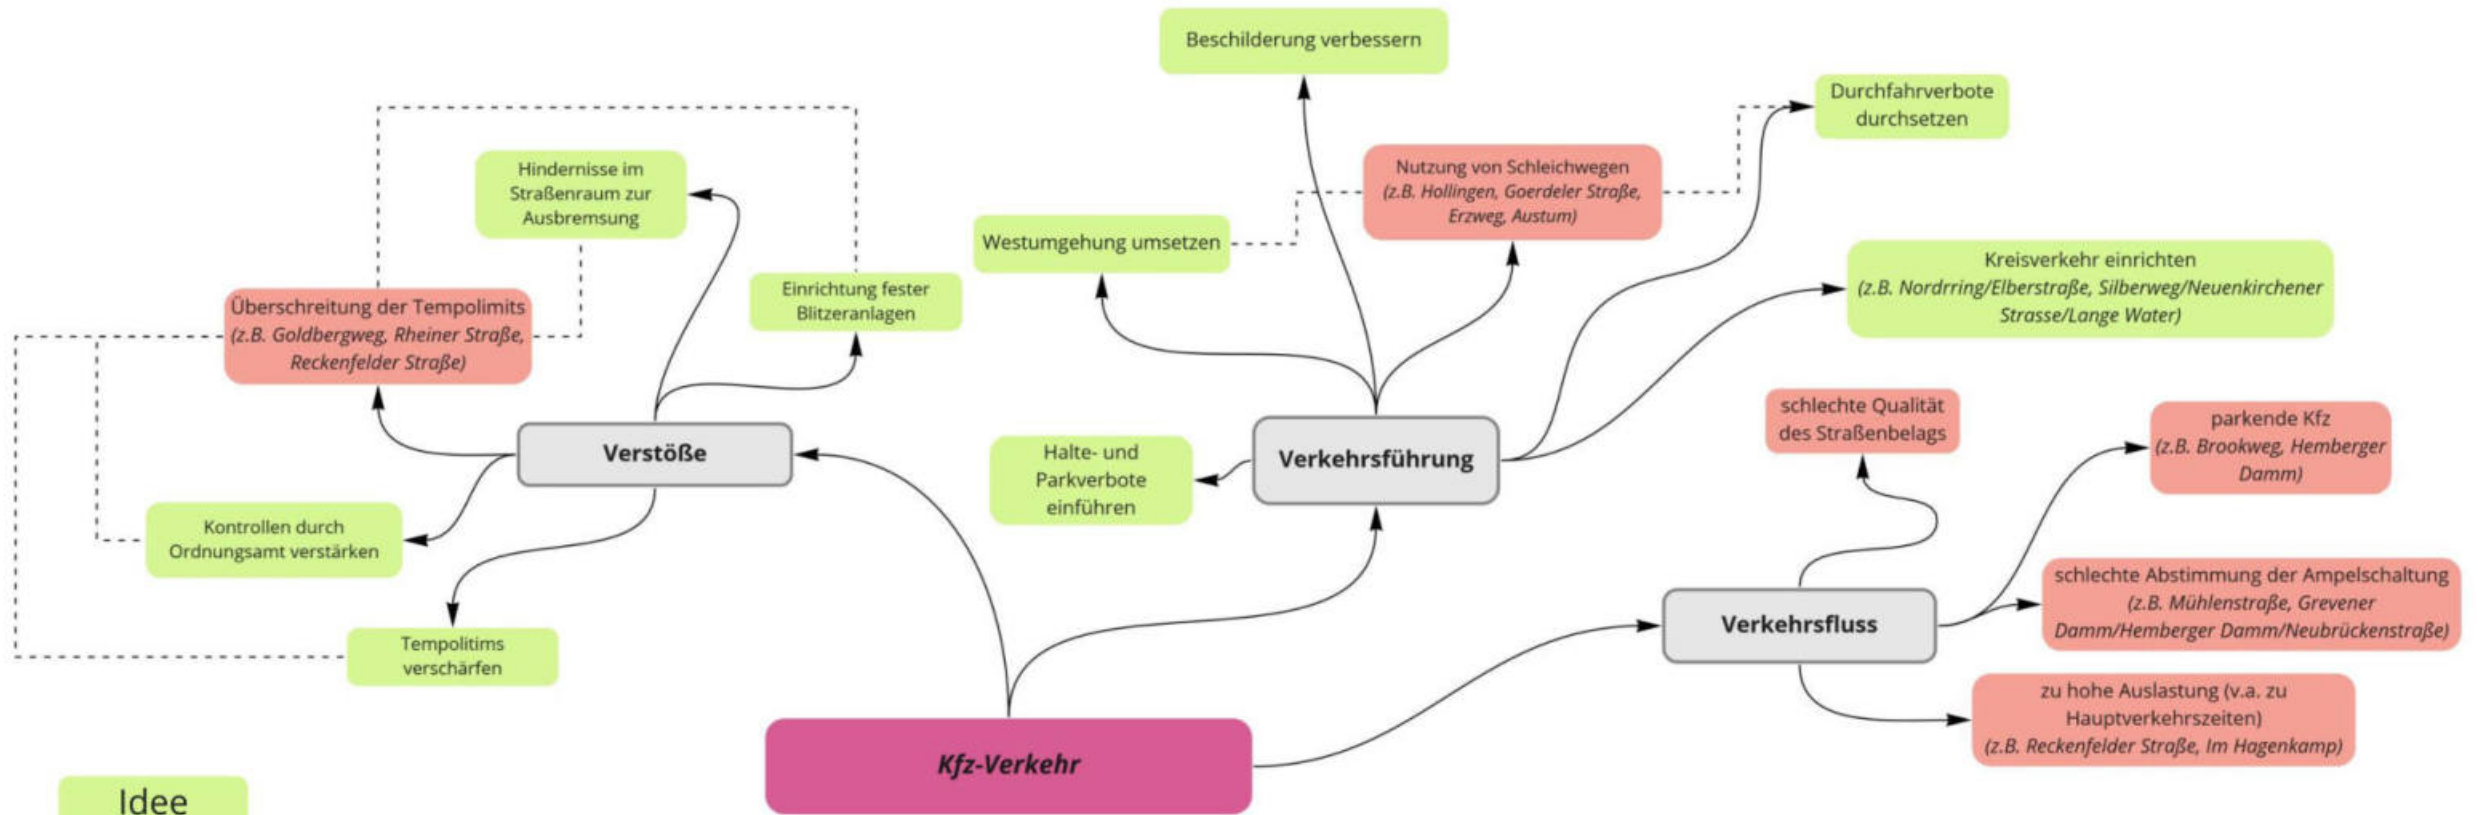 Beschilderung verbessern
Durchfahrverbote
durchsetzen
Hindernisse im
Straßenraum zur
Ausbremsung
Nutzung von Schleichwegen
(z.B. Hollingen, Goerdeler Straße,
Erzweg, Austum)
Westumgehung umsetzen
Kreisverkehr einrichten
(z.B. Nordrring/Elberstraße, Silberweg/Neuenkirchener
Strasse/Lange Water)
Einrichtung fester
Blitzeranlagen
Überschreitung der Tempolimits
(z.B. Goldbergweg, Rheiner Straße,
Reckenfelder Straße)
schlechte Qualität
des Straßenbelags
parkende Kfz
(z.B. Brookweg, Hemberger
Damm)
Verstöße
Halte- und
Parkverbote
einführen
Verkehrsführung
Kontrollen durch
Ordnungsamt verstärken
schlechte Abstimmung der Ampelschaltung
(z.B. Mühlenstraße, Grevener
Damm/Hemberger Damm/Neubrückenstraße)
Verkehrsfluss
Tempolitims
verschärfen
zu hohe Auslastung (v.a. zu
Hauptverkehrszeiten)
(z.B. Reckenfelder Straße, Im Hagenkamp)
Kfz-Verkehr
Idee